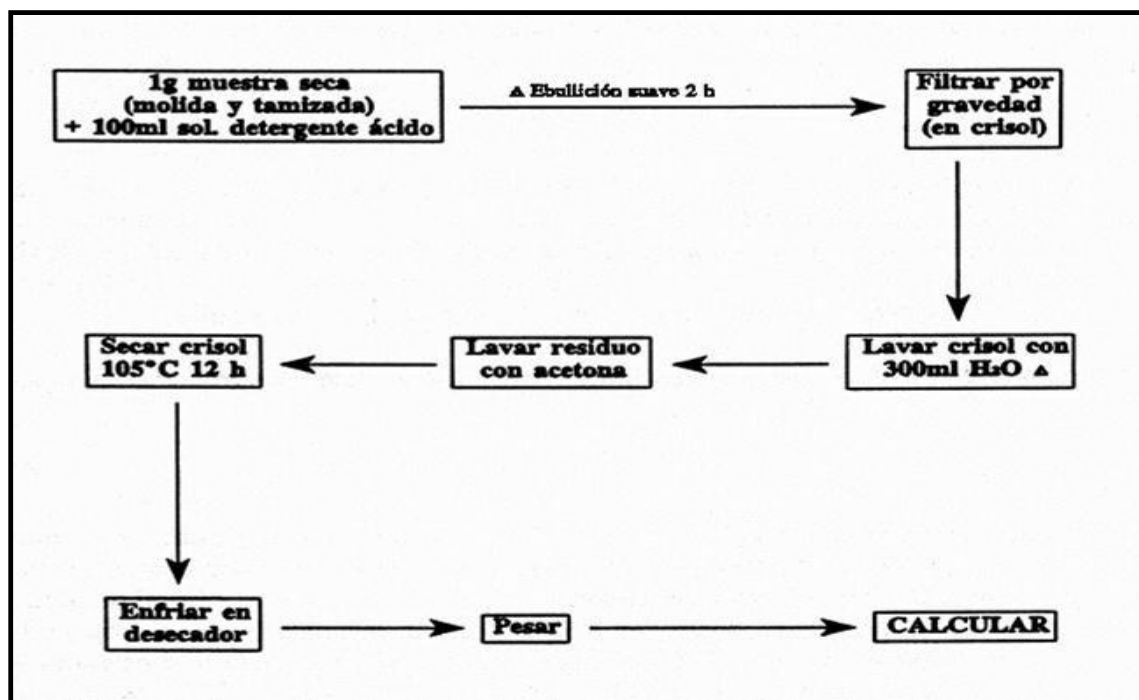 1g muestra seca
(molida y tamizada)
+ 100ml sol. detergente ácido
△ Ebullición suave 2 h
Filtrar por
gravedad
(en crisol)
Lavar crisol con
300ml H₂O △
Lavar residuo
con acetona
Secar crisol
105°C 12 h
Enfriar en
desecador
Pesar
CALCULAR